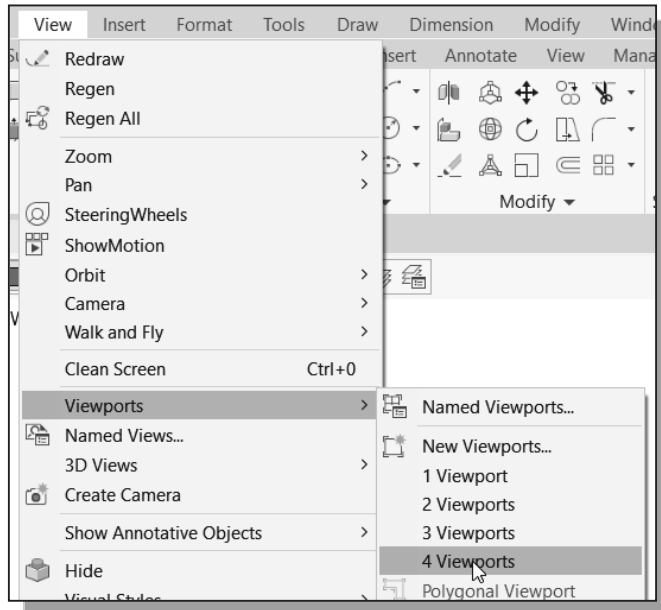 View Insert Format Tools Draw Dimension Modify
Annotate View
Redraw
Regen
Regen All
Zoom
Pan
SteeringWheels
ShowMotion
Orbit
Camera
Walk and Fly
Clean Screen Ctrl+0
Viewports
Named Views...
3D Views
Create Camera
Show Annotative Objects
Hide
Visual Styles
Modify
Named Viewports...
New Viewports...
1 Viewport
2 Viewports
3 Viewports
4 Viewports
Polygonal Viewport